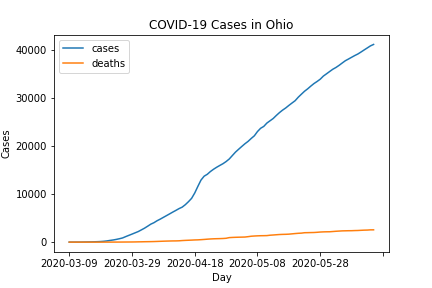 COVID-19 Cases in Ohio
cases
deaths
40000
30000
20000
10000
0
Cases
2020-03-09 2020-03-29 2020-04-18 2020-05-08 2020-05-28
Day